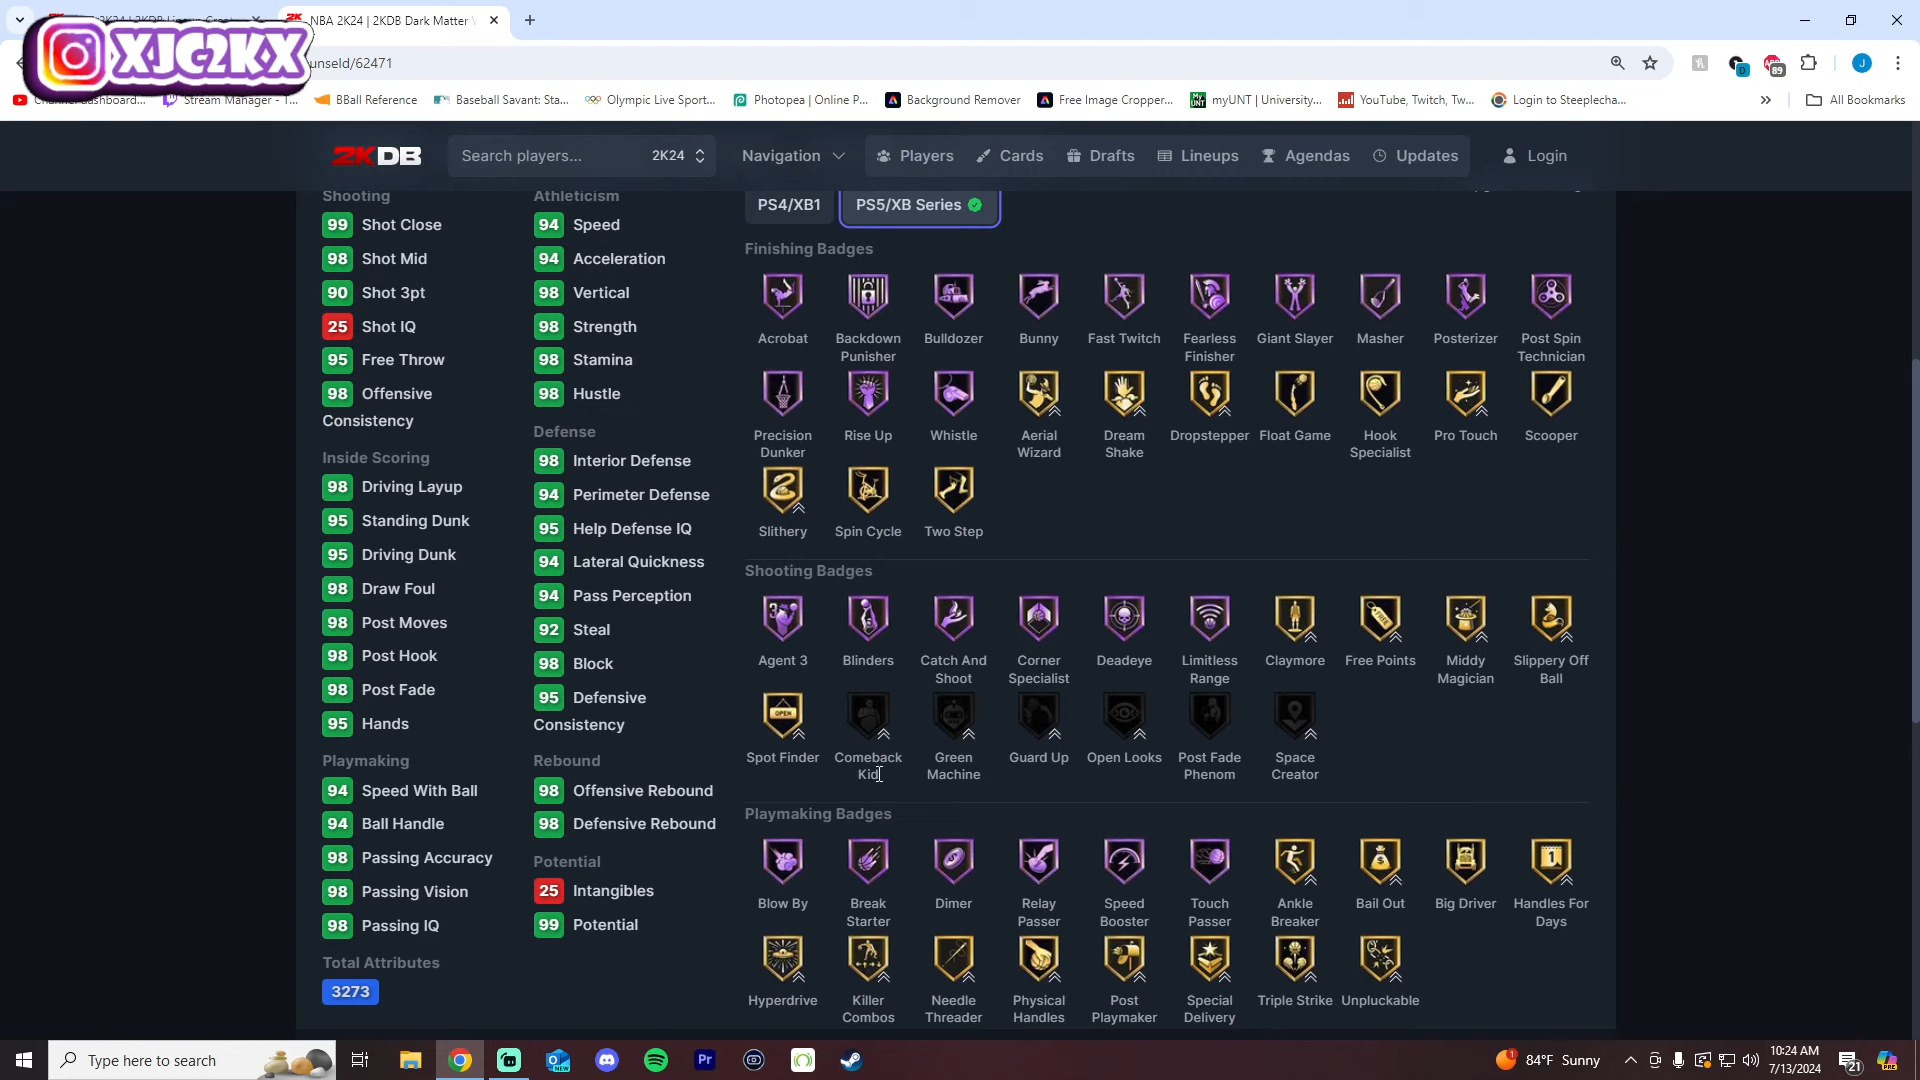 NBA 2K24 | 2KDB Dark Matter
XJC2KX
unseld/62471
89
Channel dashboard...
Stream Manager - T...
BBall Reference
Baseball Savant: Sta...
Olympic Live Sport...
Photopea | Online P...
Background Remover
Free Image Cropper...
myUNT | University...
YouTube, Twitch, Tw...
Login to Steeplecha...
All Bookmarks
2KDB
Search players...
2K24
Navigation
Players
Cards
Drafts
Lineups
Agendas
Updates
Login
Shooting
99 Shot Close
98 Shot Mid
90 Shot 3pt
25 Shot IQ
95 Free Throw
98 Offensive
Consistency
Inside Scoring
98 Driving Layup
95 Standing Dunk
95 Driving Dunk
98 Draw Foul
98 Post Moves
98 Post Hook
98 Post Fade
95 Hands
Playmaking
94 Speed With Ball
94 Ball Handle
98 Passing Accuracy
98 Passing Vision
98 Passing IQ
Total Attributes
3273
Athleticism
94 Speed
94 Acceleration
98 Vertical
98 Strength
98 Stamina
98 Hustle
Defense
98 Interior Defense
94 Perimeter Defense
95 Help Defense IQ
94 Lateral Quickness
94 Pass Perception
92 Steal
98 Block
95 Defensive
Consistency
Rebound
98 Offensive Rebound
98 Defensive Rebound
Potential
25 Intangibles
99 Potential
PS4/XB1
PS5/XB Series
Finishing Badges
Acrobat
Backdown
Punisher
Bulldozer
Bunny
Fast Twitch
Fearless
Finisher
Giant Slayer
Masher
Posterizer
Post Spin
Technician
Precision
Dunker
Rise Up
Whistle
Aerial
Wizard
Dream
Shake
Dropstepper
Float Game
Hook
Specialist
Pro Touch
Scooper
Slithery
Spin Cycle
Two Step
Shooting Badges
Agent 3
Blinders
Catch And
Shoot
Corner
Specialist
Deadeye
Limitless
Range
Claymore
Free Points
Middy
Magician
Slippery Off
Ball
Spot Finder
Comeback
Kid
Green
Machine
Guard Up
Open Looks
Post Fade
Phenom
Space
Creator
Playmaking Badges
Blow By
Break
Starter
Dimer
Relay
Passer
Speed
Booster
Touch
Passer
Ankle
Breaker
Bail Out
Big Driver
Handles For
Days
Hyperdrive
Killer
Combos
Needle
Threader
Physical
Handles
Post
Playmaker
Special
Delivery
Triple Strike
Unpluckable
Type here to search
84°F Sunny
10:24 AM
7/13/2024
21